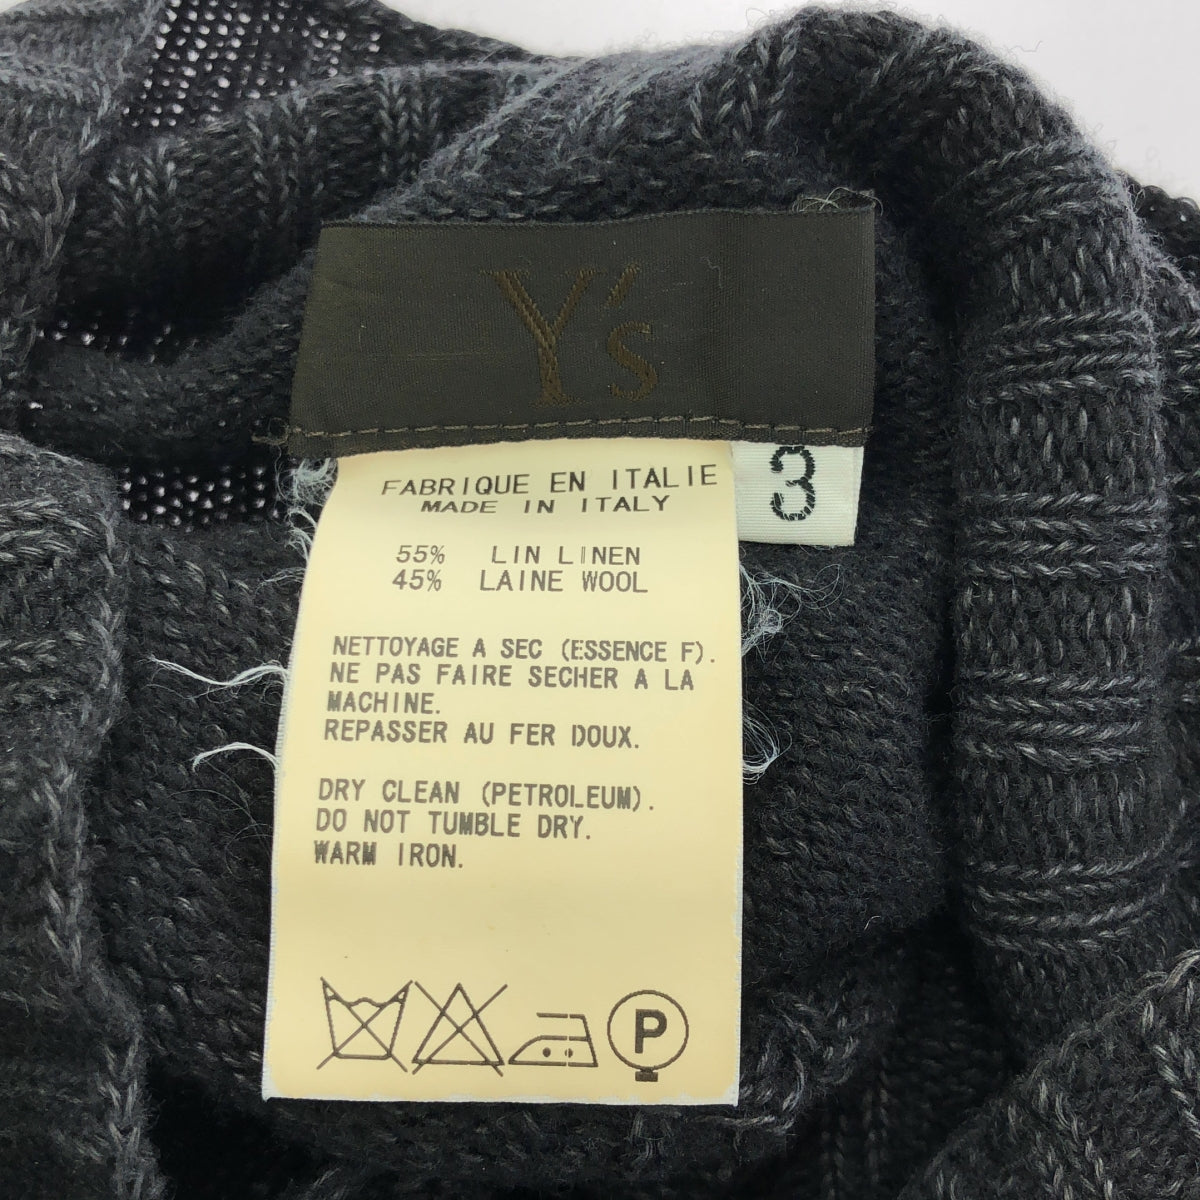 Y's
3
FABRIQUE EN ITALIE
MADE IN ITALY
55% LIN LINEN
45% LAINE WOOL
NETTOYAGE A SEC (ESSENCE F).
NE PAS FAIRE SECHER A LA
MACHINE.
REPASSER AU FER DOUX.
DRY CLEAN (PETROLEUM).
DO NOT TUMBLE DRY.
WARM IRON.
P